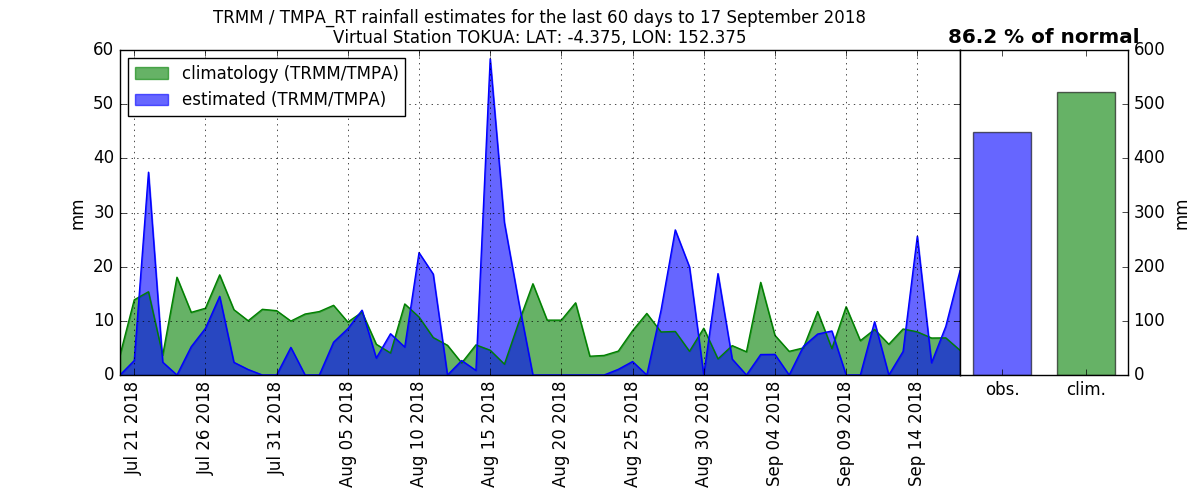 TRMM / TMPA_RT rainfall estimates for the last 60 days to 17 September 2018
Virtual Station TOKUA: LAT: -4.375, LON: 152.375
86.2 % of normal
climatology (TRMM/TMPA)
estimated (TRMM/TMPA)
60
50
40
30
20
10
0
mm
600
500
400
300
200
100
0
mm
Jul 21 2018
Jul 26 2018
Jul 31 2018
Aug 05 2018
Aug 10 2018
Aug 15 2018
Aug 20 2018
Aug 25 2018
Aug 30 2018
Sep 04 2018
Sep 09 2018
Sep 14 2018
obs.
clim.